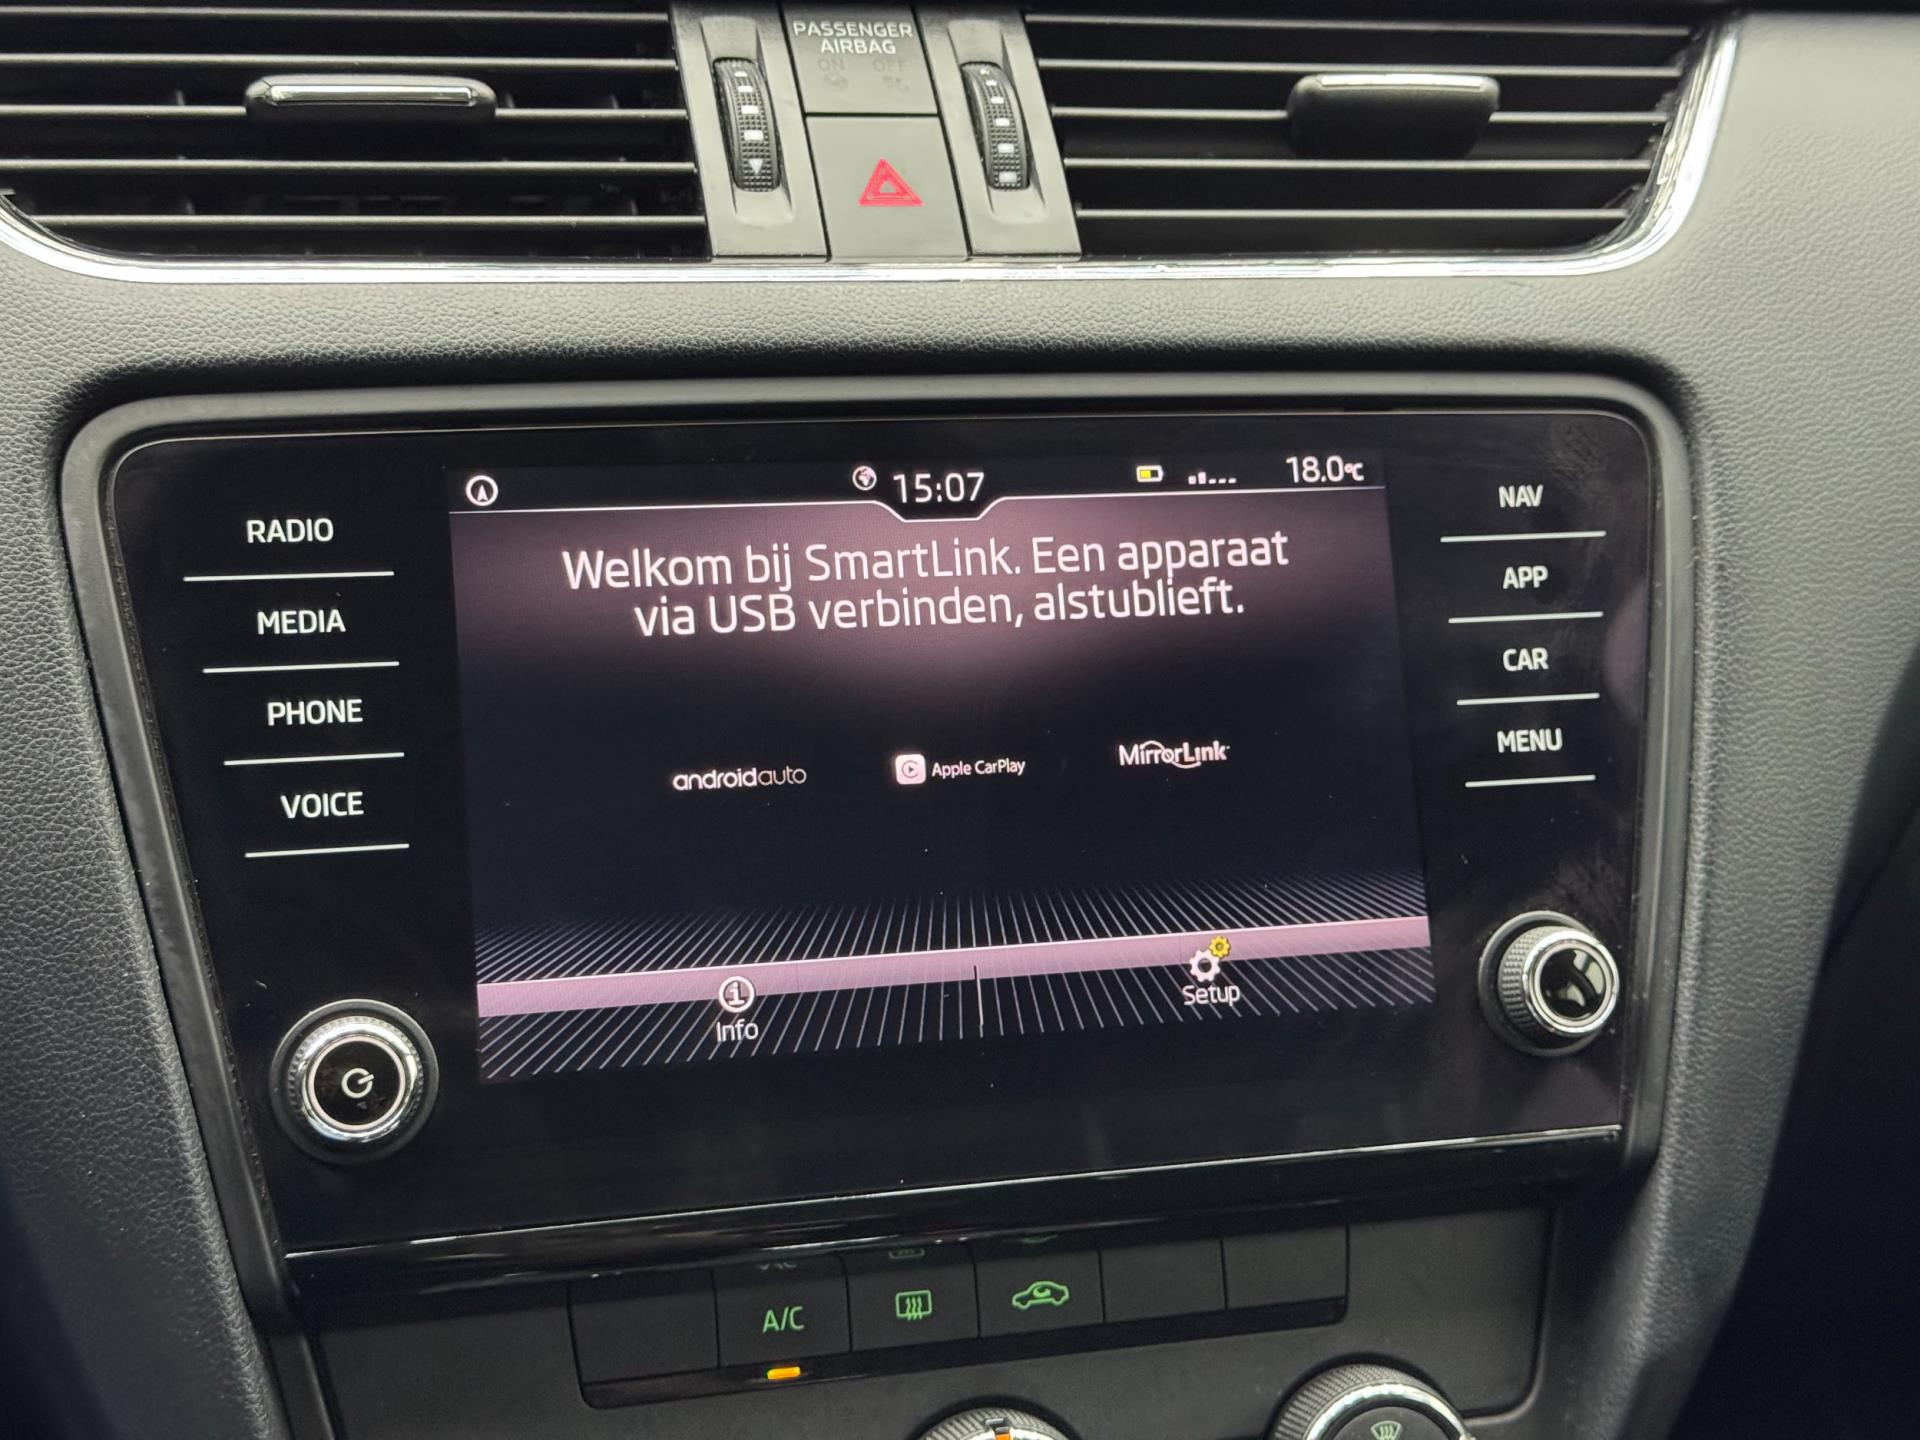 PASSENGER
AIRBAG
ON OFF
15:07
18.0°C
RADIO
MEDIA
PHONE
VOICE
Welkom bij SmartLink. Een apparaat
via USB verbinden, alstublieft.
androidauto
Apple CarPlay
MirrorLink
Info
Setup
NAV
APP
CAR
MENU
A/C